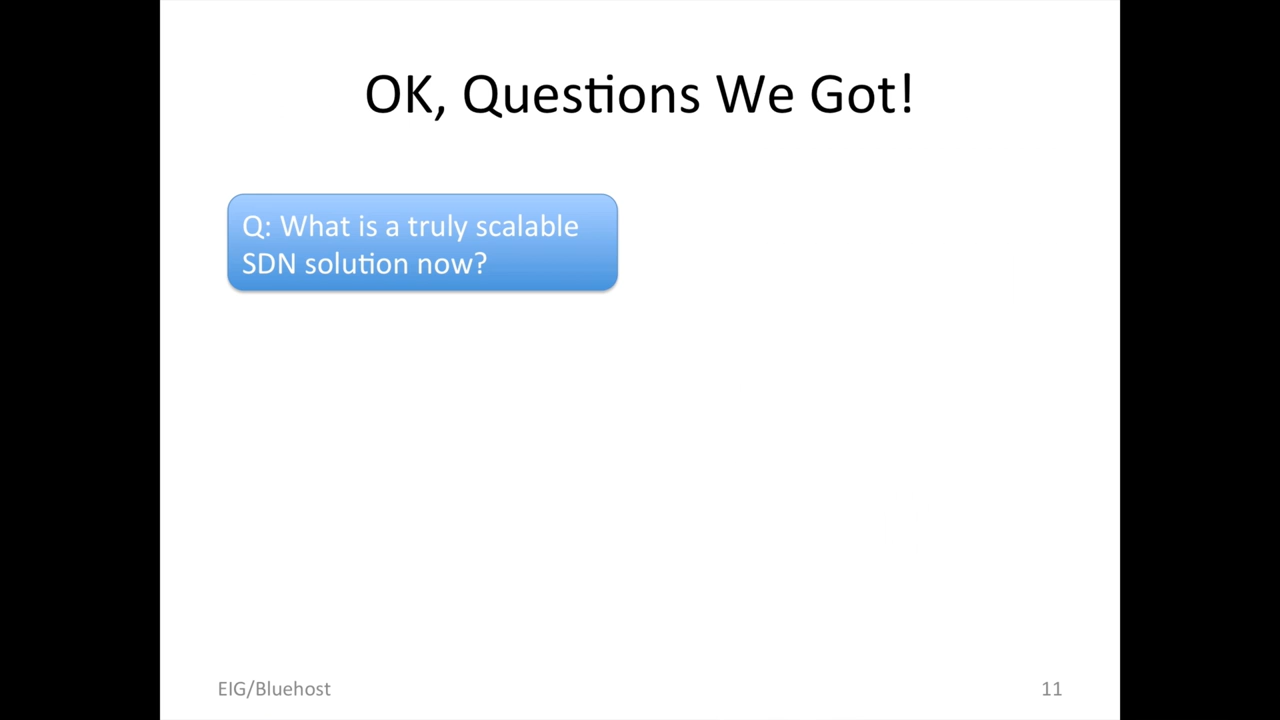 OK, Questions We Got!
Q: What is a truly scalable
SDN solution now?
EIG/Bluehost
11